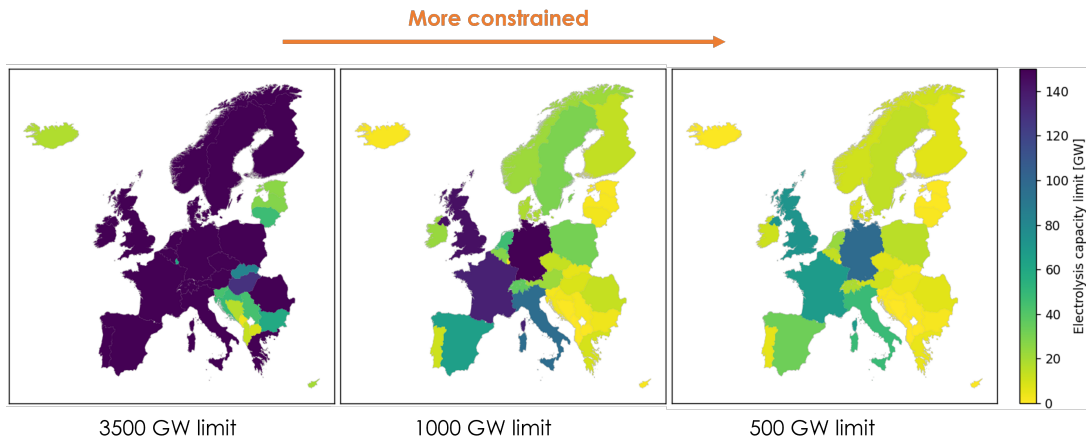 More constrained
140
120
100
80
60
40
20
0
Electrolysis capacity limit [GW]
3500 GW limit
1000 GW limit
500 GW limit